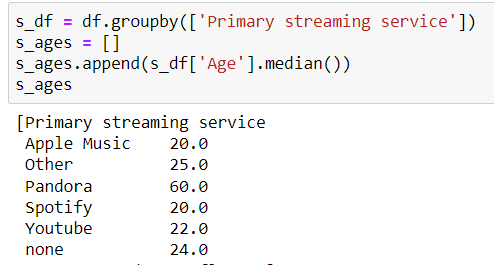 s_df = df.groupby(['Primary streaming service'])
s_ages = []
s_ages.append(s_df['Age'].median())
s_ages
[Primary streaming service
Apple Music    20.0
Other          25.0
Pandora        60.0
Spotify        20.0
Youtube        22.0
none           24.0